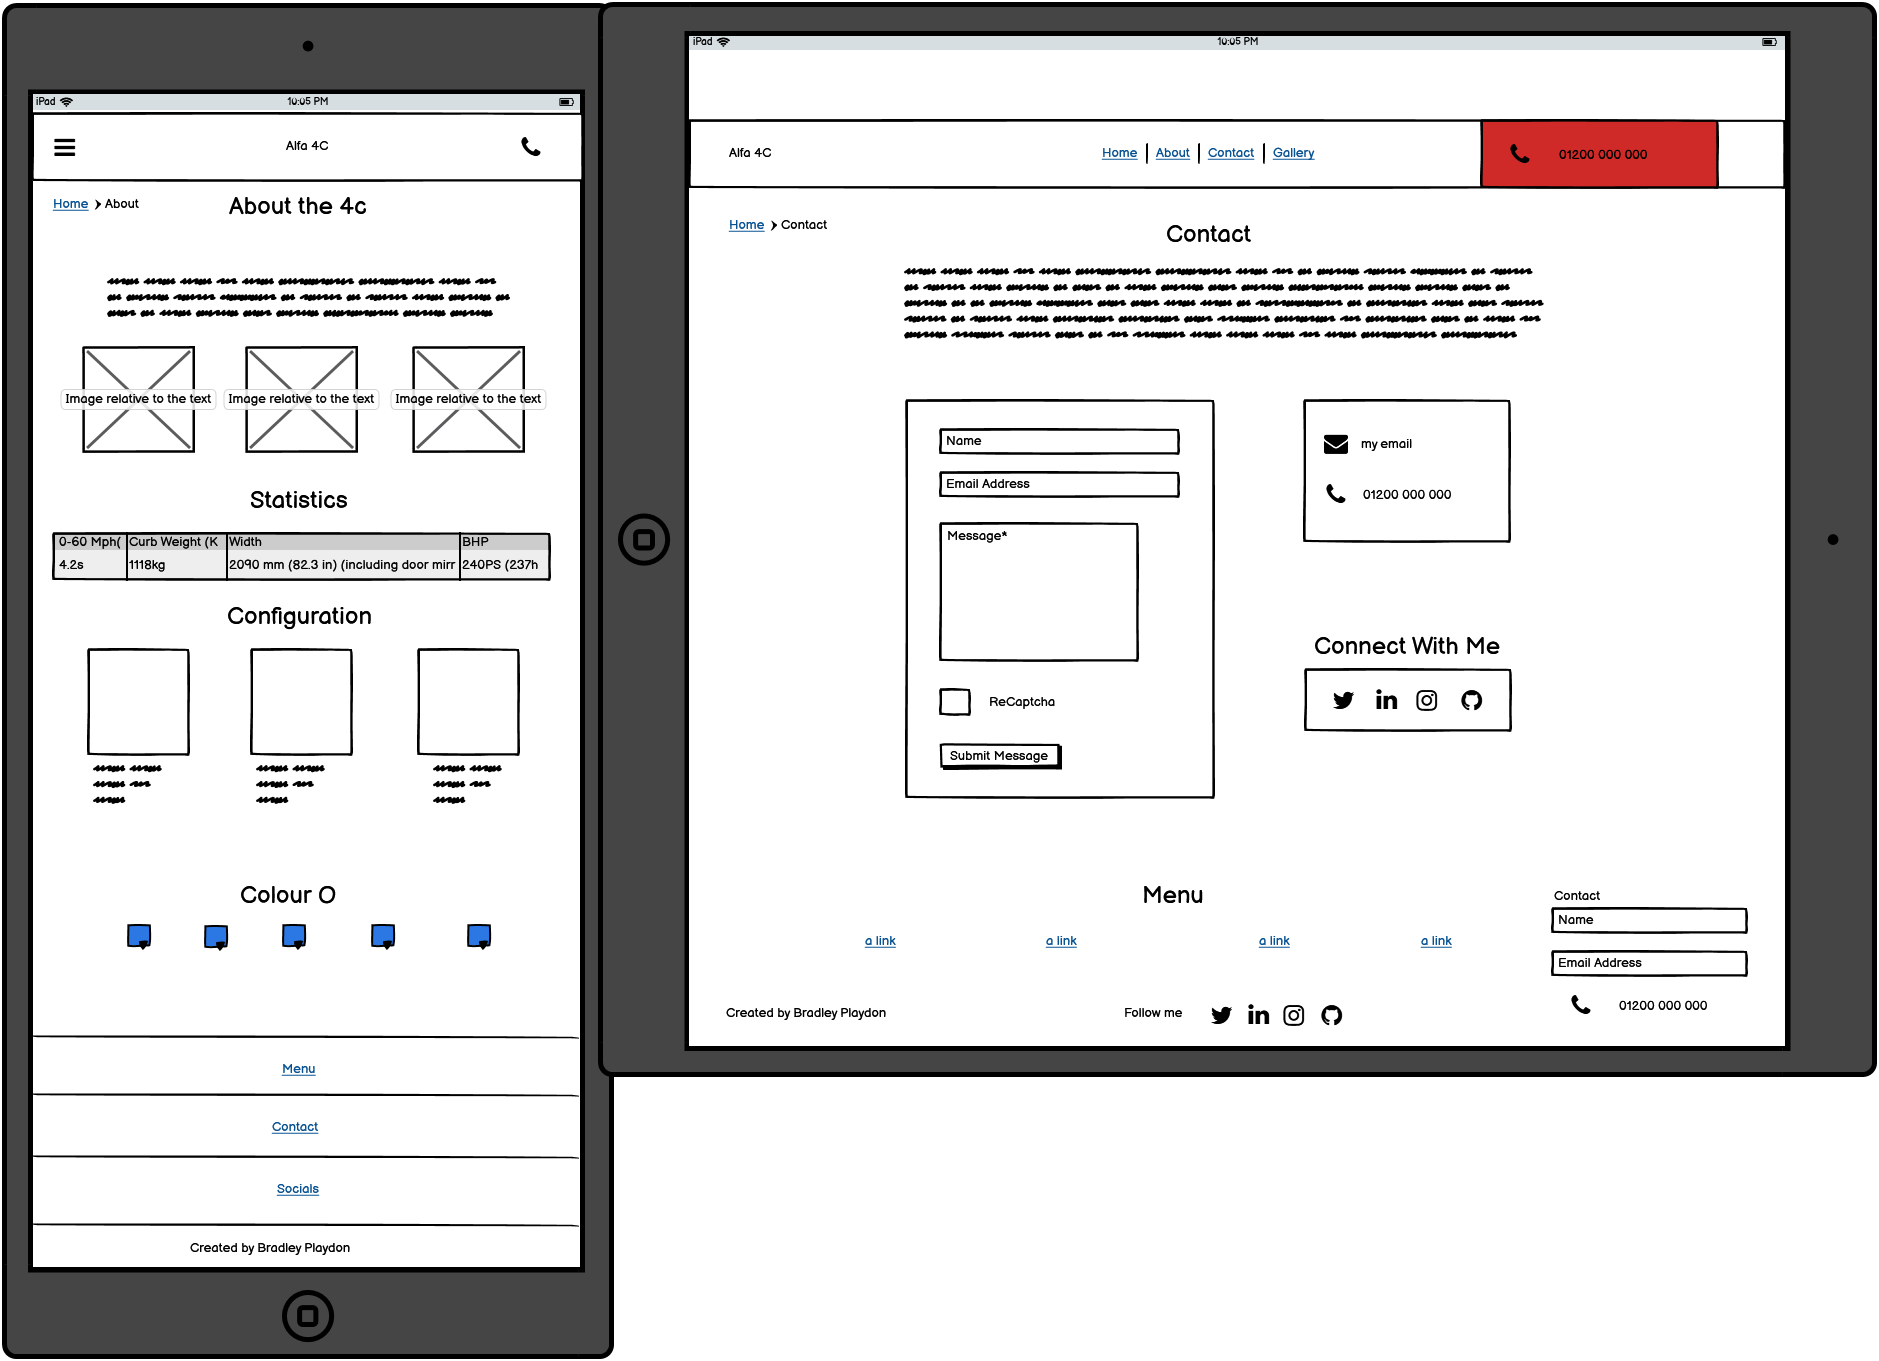 iPad 10:05 PM
Alfa 4C
Home > About
About the 4c
Image relative to the text Image relative to the text Image relative to the text
Statistics
0-60 Mph( Curb Weight (K Width BHP
4.2s 1118kg 2090 mm (82.3 in) (including door mirr 240PS (237h
Configuration
Colour O
Menu
Contact
Socials
Created by Bradley Playdon
iPad 10:05 PM
Alfa 4C Home About Contact Gallery 01200 000 000
Home > Contact
Contact
Name
Email Address
Message*
ReCaptcha
Submit Message
my email
01200 000 000
Connect With Me
Menu
a link a link a link a link
Contact
Name
Email Address
01200 000 000
Created by Bradley Playdon
Follow me